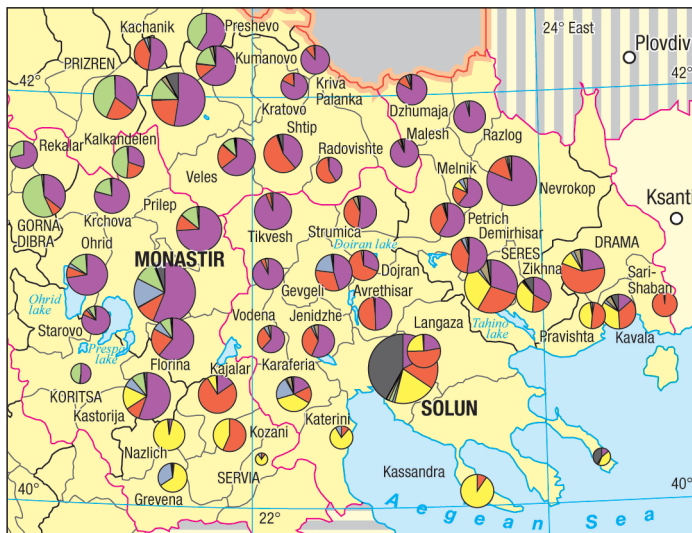 Preshevo
24° East
Kachanik
Plovdiv
Kumanovo
42°
PRIZREN
42°
Kriva
Palanka
Dzhumaja
Kratovo
Shtip
Malesh
Razlog
Rekalar
Kalkandelen
Radovishte
Melnik
Veles
Nevrokop
Ksanti
GORNA
DIBRA
Krchova
Prilep
Petrich
Ohrid
Tikvesh
Strumica
Demirhisar
Doiran lake
MONASTIR
SERES
DRAMA
Zikhna
Dojran
Sari-
Shaban
Gevgeli
Ohrid
lake
Avrethisar
Starovo
Vodena
Jenidzhe
Langaza
Tahino
lake
Pravishta
Kavala
Prespa
lake
Florina
Kajalar
Karaferia
KORITSA
SOLUN
Kastorija
Katerini
Nazlich
Kozani
Kassandra
SERVIA
Grevena
40°
40°
22°
Aegean Sea